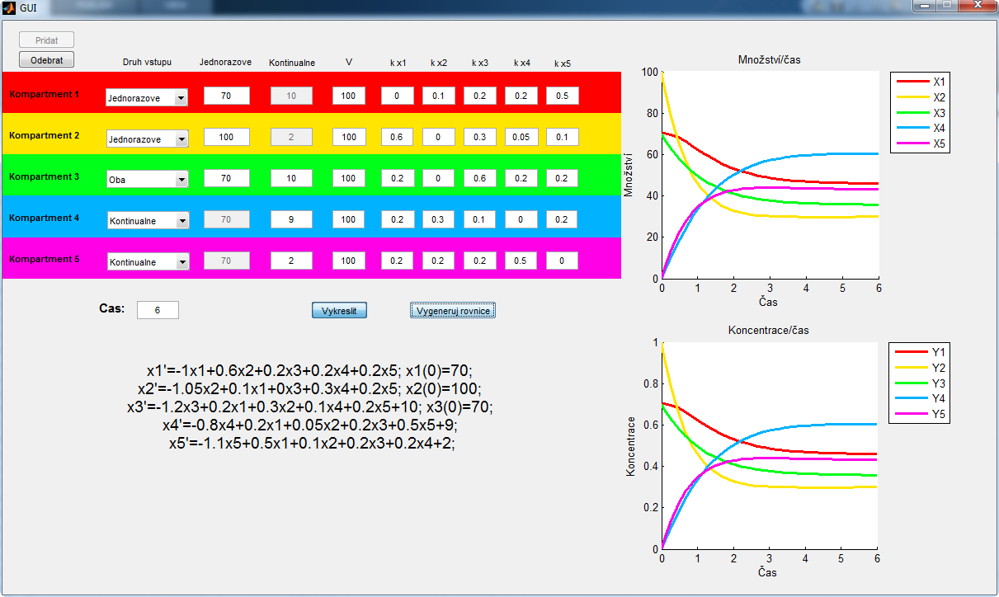 GUI
Pridat
Odebrat
Druh vstupu Jednorazove Kontinualne V k x1 k x2 k x3 k x4 k x5
Kompartment 1 Jednorazove 70 10 100 0 0.1 0.2 0.2 0.5
Kompartment 2 Jednorazove 100 2 100 0.6 0 0.3 0.05 0.1
Kompartment 3 Oba 70 10 100 0.2 0 0.6 0.2 0.2
Kompartment 4 Kontinualne 70 9 100 0.2 0.3 0.1 0 0.2
Kompartment 5 Kontinualne 70 2 100 0.2 0.2 0.2 0.5 0
Cas: 6 Vykreslit Vygeneruj rovnice
x1'=-1x1+0.6x2+0.2x3+0.2x4+0.2x5; x1(0)=70;
x2'=-1.05x2+0.1x1+0x3+0.3x4+0.2x5; x2(0)=100;
x3'=-1.2x3+0.2x1+0.3x2+0.1x4+0.2x5+10; x3(0)=70;
x4'=-0.8x4+0.2x1+0.05x2+0.2x3+0.5x5+9;
x5'=-1.1x5+0.5x1+0.1x2+0.2x3+0.2x4+2;
Množství/čas
Množství
100
80
60
40
20
0
0 1 2 3 4 5 6
Čas
X1
X2
X3
X4
X5
Koncentrace/čas
Koncentrace
1
0.8
0.6
0.4
0.2
0
0 1 2 3 4 5 6
Čas
Y1
Y2
Y3
Y4
Y5